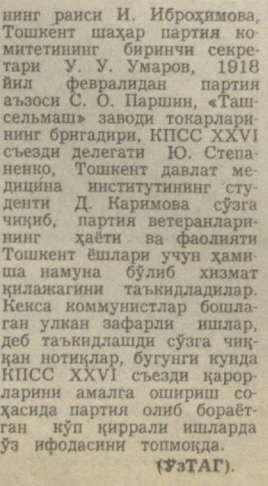 нинг раиси И. Иброҳимова,
Тошкент шаҳар партия ко-
митетининг биринчи секре-
тари У. У. Умаров, 1918
йил февралидан партия
аъзоси С. О. Паршин, «Таш-
сельмаш» заводи токарлари-
нинг бригадири, КПСС XXVI
съезди делегати Ю. Степа-
ненко, Тошкент давлат ме-
дицина институтининг сту-
денти Д. Каримова сўзга
чиқиб, партия ветеранлари-
нинг ҳаёти ва фаолияти
Тошкент ёшлари учун ҳами-
ша намуна бўлиб хизмат
қилажагини таъкидладилар.
Кекса коммунистлар бошла-
ган улкан зафарли ишлар,
деб таъкидлашди сўзга чиқ-
қан нотиқлар, бугунги кунда
КПСС XXVI съезди қарор-
ларини амалга ошириш со-
ҳасида партия олиб бораёт-
ган кўп қиррали ишларда
ўз ифодасини топмоқда.
(ЎзТАГ).